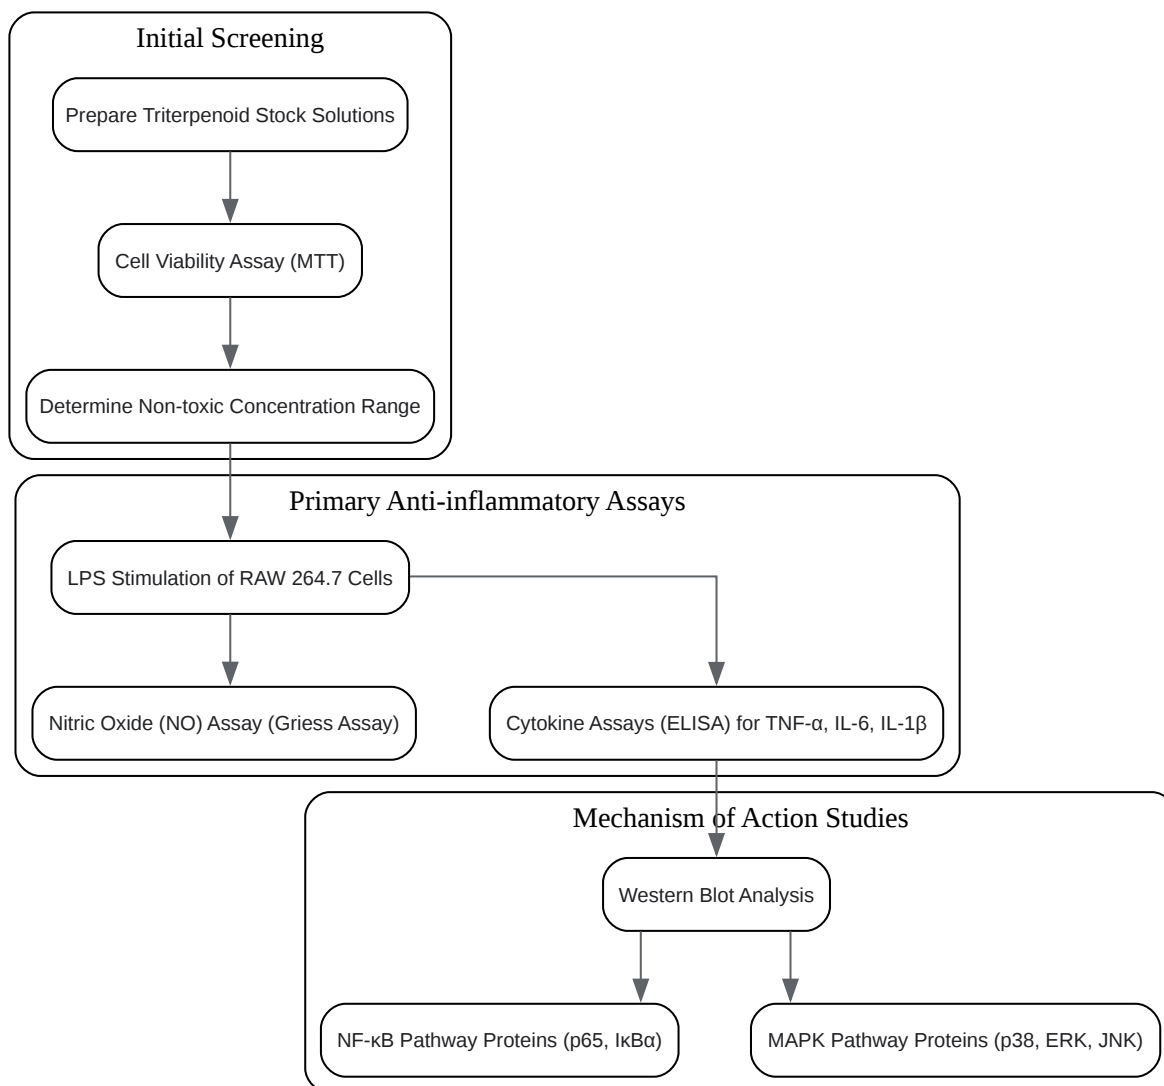 Initial Screening
Prepare Triterpenoid Stock Solutions
Cell Viability Assay (MTT)
Determine Non-toxic Concentration Range
Primary Anti-inflammatory Assays
LPS Stimulation of RAW 264.7 Cells
Nitric Oxide (NO) Assay (Griess Assay)
Cytokine Assays (ELISA) for TNF-α, IL-6, IL-1β
Mechanism of Action Studies
Western Blot Analysis
NF-κB Pathway Proteins (p65, IκBα)
MAPK Pathway Proteins (p38, ERK, JNK)